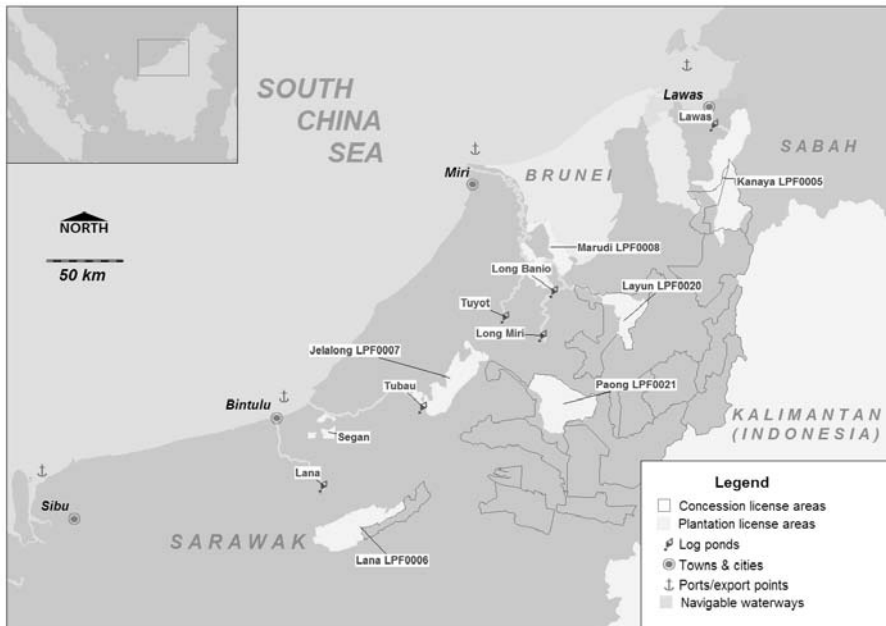 SOUTH
CHINA
SEA
Lawas
Lawas
SABAH
Miri
BRUNEI
Kanaya LPF0005
NORTH
50 km
Marudi LPF0008
Long Banio
Layun LPF0020
Tuyot
Long Miri
Jelalong LPF0007
Tubau
Paong LPF0021
Bintulu
Segan
KALIMANTAN
(INDONESIA)
Lana
Sibu
SARAWAK
Lana LPF0006
Legend
Concession license areas
Plantation license areas
Log ponds
Towns & cities
Ports/export points
Navigable waterways